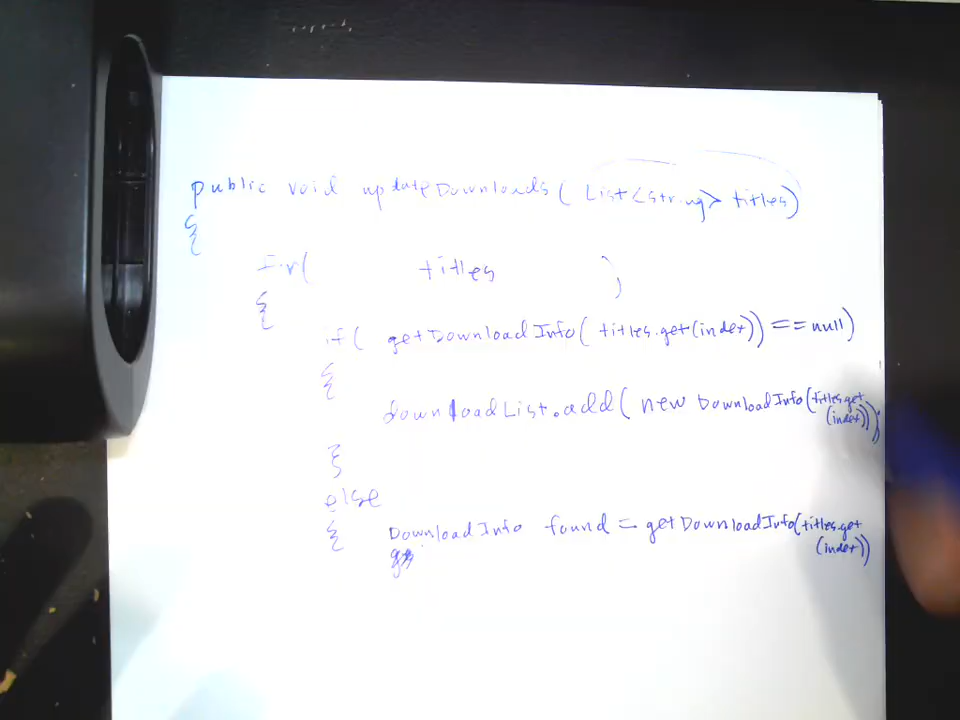 public void updateDownloads( List<String> titles)
{
for( titles )
{
if( getDownloadInfo( titles.get(index)) == null)
{
downloadList.add( new DownloadInfo(titles.get
(index)));
}
else
{ DownloadInfo found = getDownloadInfo(titles.get
(index))